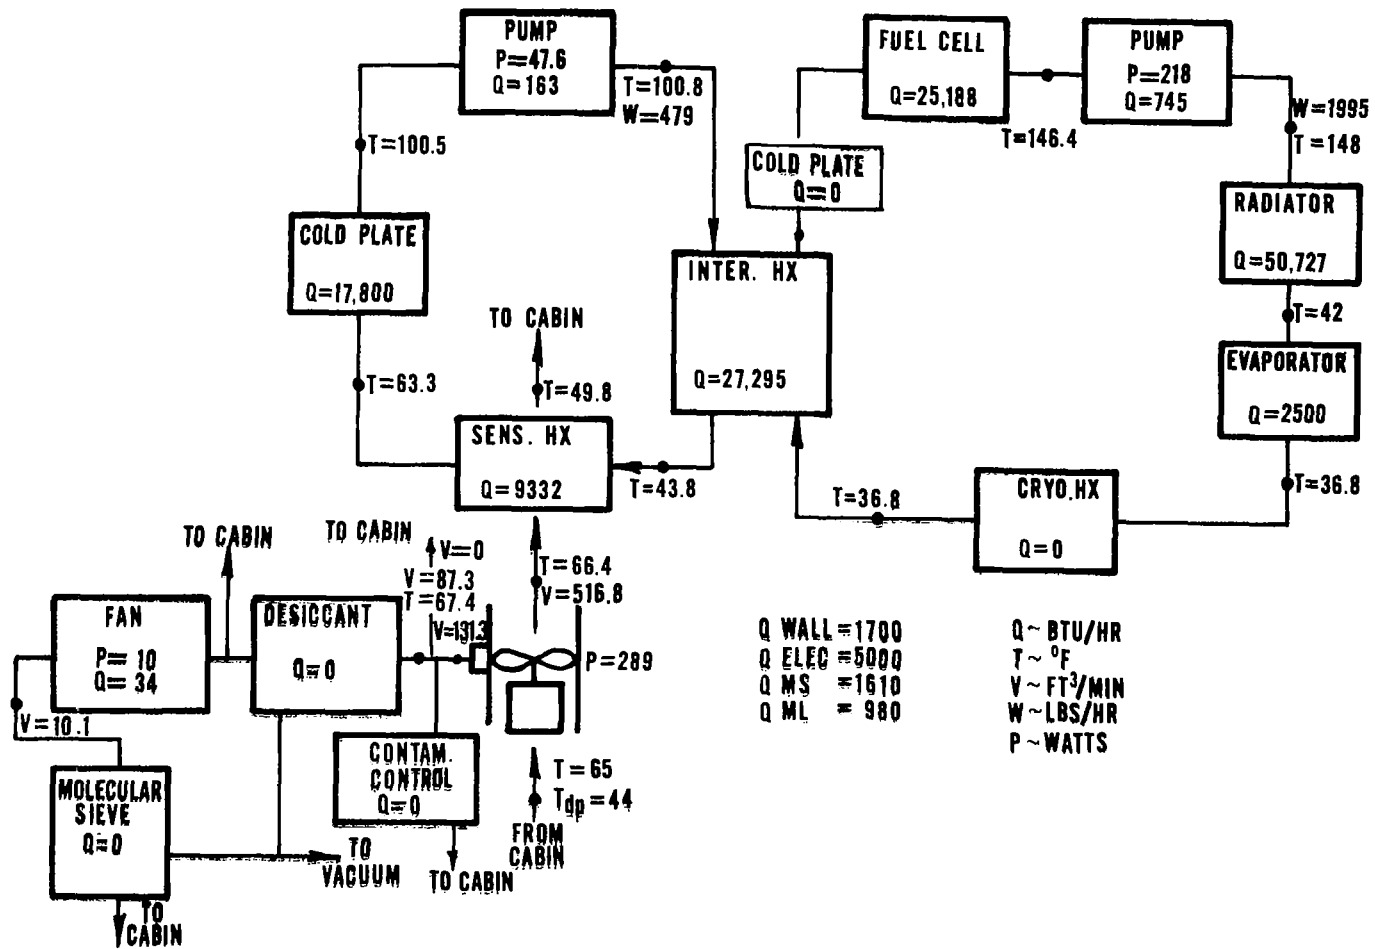 PUMP
P=47.6
Q=163
T=100.8
W=479
T=100.5
COLD PLATE
Q=17,800
T=63.3
FUEL CELL
Q=25,188
T=146.4
PUMP
P=218
Q=745
W=1995
T=148
COLD PLATE
Q=0
RADIATOR
Q=50,727
T=42
EVAPORATOR
Q=2500
T=36.8
INTER. HX
Q=27,295
TO CABIN
T=49.8
SENS. HX
Q=9332
T=43.8
T=36.8
CRYO.HX
Q=0
TO CABIN
TO CABIN
V=0
V=87.3
T=67.4
V=131.3
T=66.4
V=516.8
FAN
P=10
Q=34
DESICCANT
Q=0
P=289
V=10.1
MOLECULAR
SIEVE
Q=0
CONTAM.
CONTROL
Q=0
T=65
Tdp=44
FROM
CABIN
TO
VACUUM
TO CABIN
TO
CABIN
Q WALL =1700
Q ELEC =5000
Q MS =1610
Q ML = 980
Q~ BTU/HR
T~ °F
V~FT³/MIN
W~LBS/HR
P~WATTS